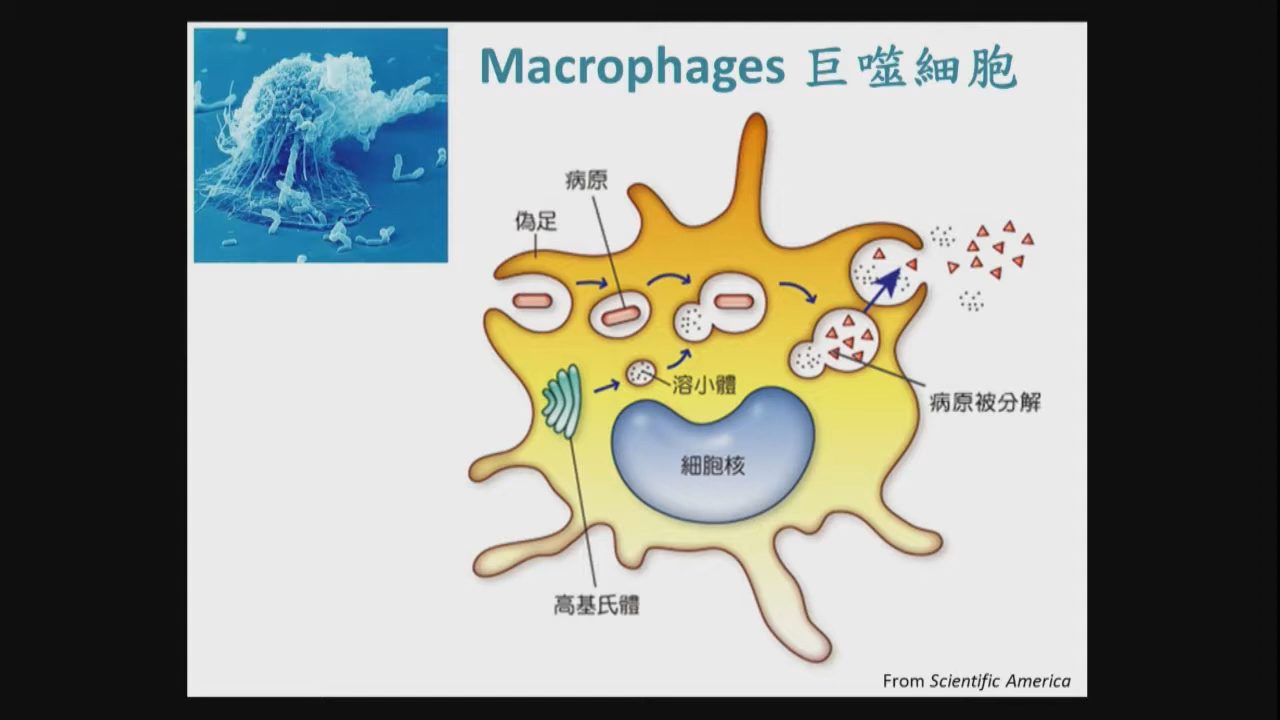 Macrophages 巨噬細胞
病原
偽足
溶小體
病原被分解
細胞核
高基氏體
From Scientific America